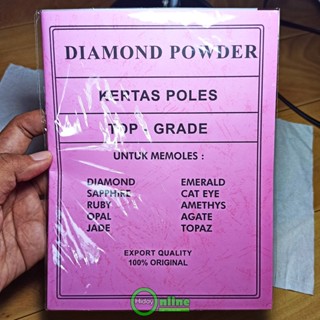 DIAMOND POWDER
KERTAS POLES
TOP - GRADE
UNTUK MEMOLES :
DIAMOND EMERALD
SAPPHIRE CAT EYE
RUBY AMETHYS
OPAL AGATE
JADE TOPAZ
EXPORT QUALITY
100% ORIGINAL
Online